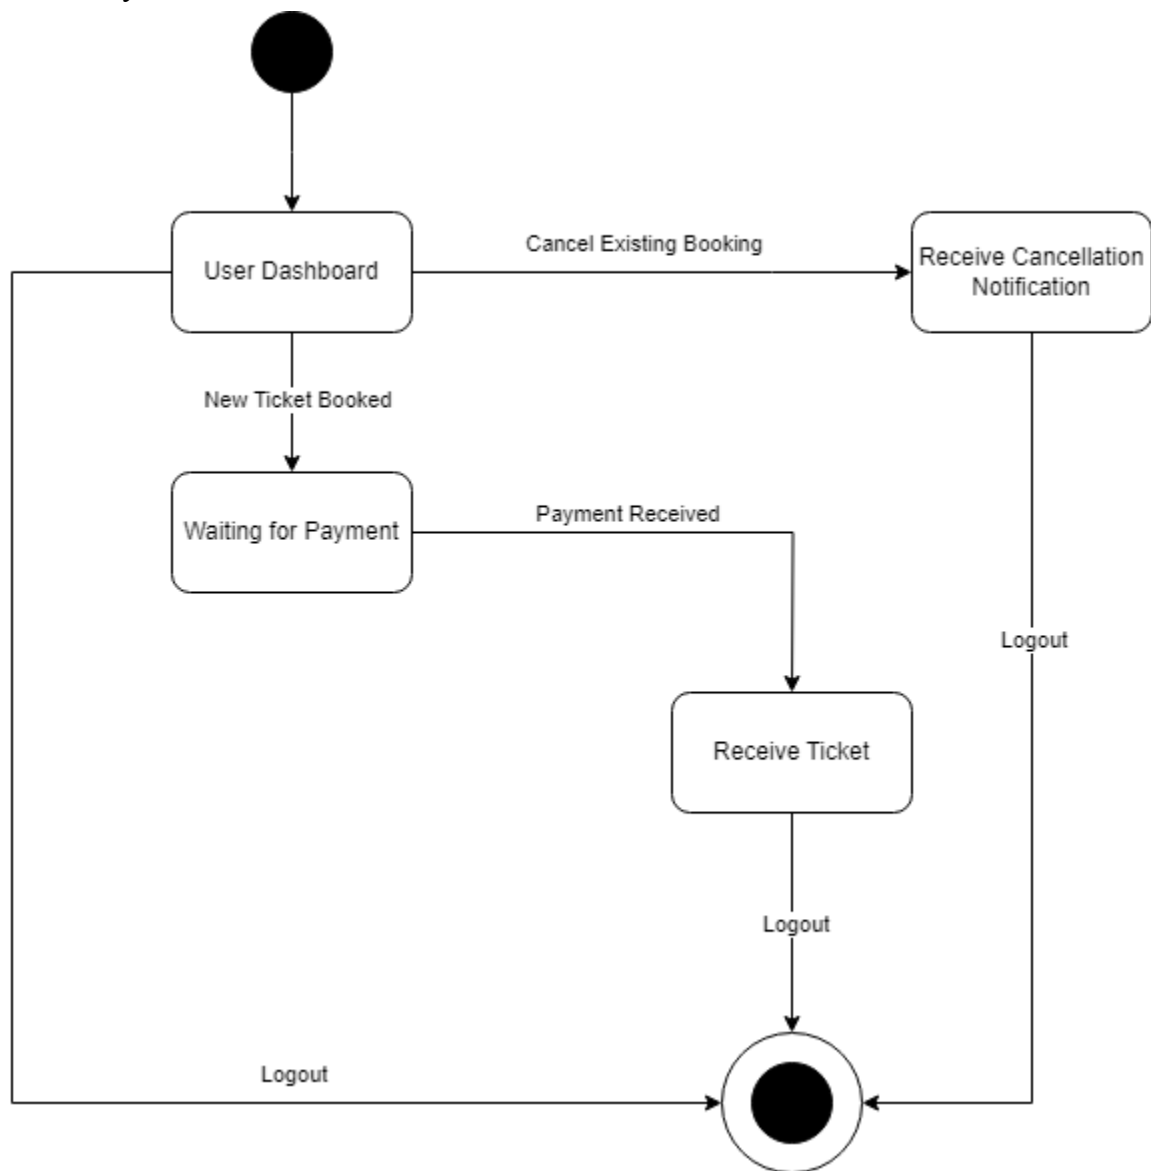 Cancel Existing Booking
User Dashboard
Receive Cancellation
Notification
New Ticket Booked
Waiting for Payment
Payment Received
Logout
Receive Ticket
Logout
Logout